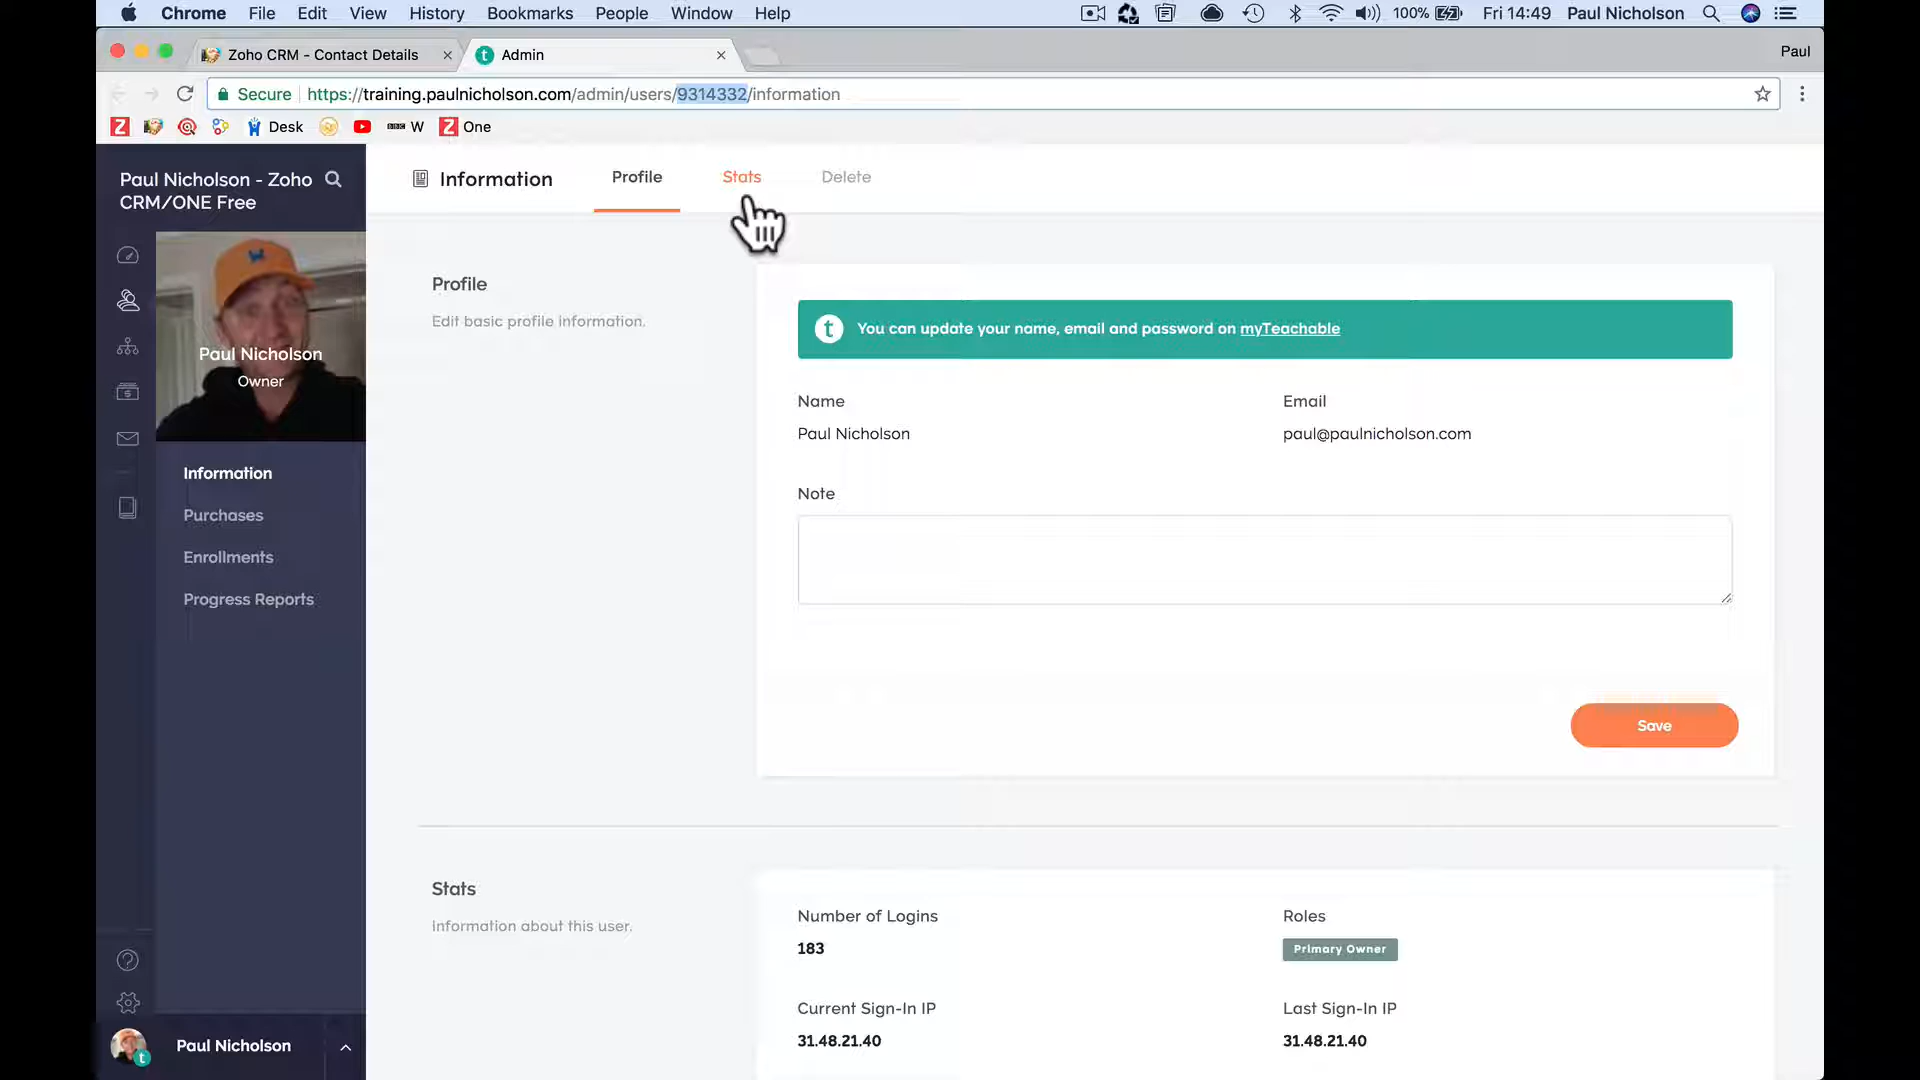 Chrome File Edit View History Bookmarks People Window Help 100% Fri 14:49 Paul Nicholson
Zoho CRM - Contact Details Admin Paul
Secure https://training.paulnicholson.com/admin/users/9314332/information
Desk BBC W One
Paul Nicholson - Zoho
CRM/ONE Free
Information Profile Stats Delete
Paul Nicholson
Owner
Information
Purchases
Enrollments
Progress Reports
Paul Nicholson
Profile
Edit basic profile information.
You can update your name, email and password on myTeachable
Name Email
Paul Nicholson paul@paulnicholson.com
Note
Save
Stats
Information about this user.
Number of Logins Roles
183 Primary Owner
Current Sign-In IP Last Sign-In IP
31.48.21.40 31.48.21.40